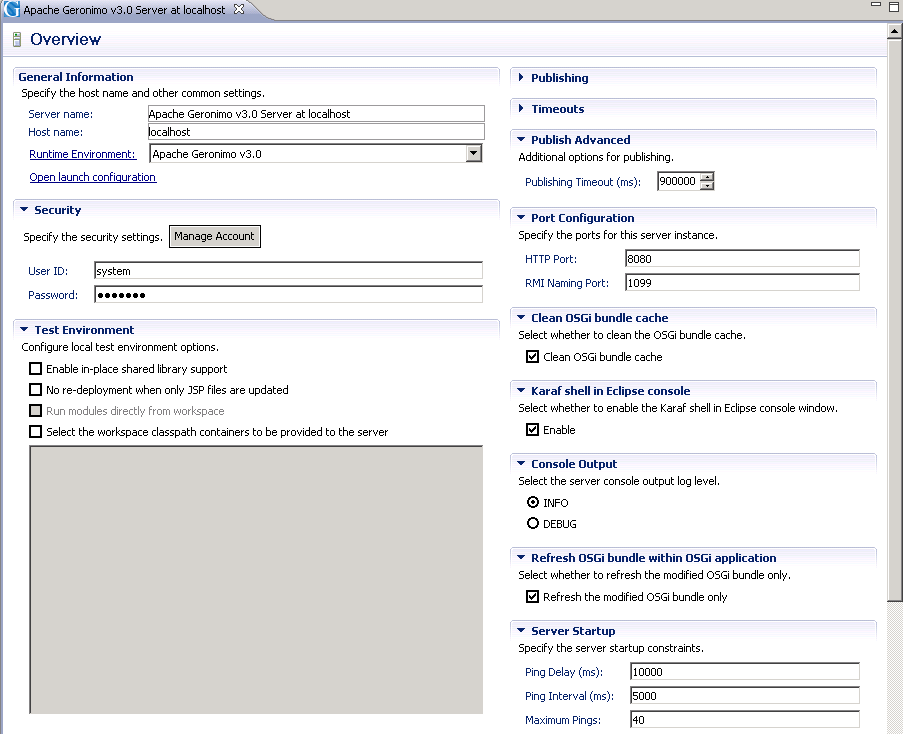 Apache Geronimo v3.0 Server at localhost
Overview
General Information
Specify the host name and other common settings.
Server name: Apache Geronimo v3.0 Server at localhost
Host name: localhost
Runtime Environment: Apache Geronimo v3.0
Open launch configuration
Security
Specify the security settings. Manage Account
User ID: system
Password: ●●●●●●●
Test Environment
Configure local test environment options.
Enable in-place shared library support
No re-deployment when only JSP files are updated
Run modules directly from workspace
Select the workspace classpath containers to be provided to the server
Publishing
Timeouts
Publish Advanced
Additional options for publishing.
Publishing Timeout (ms): 900000
Port Configuration
Specify the ports for this server instance.
HTTP Port: 8080
RMI Naming Port: 1099
Clean OSGi bundle cache
Select whether to clean the OSGi bundle cache.
Clean OSGi bundle cache
Karaf shell in Eclipse console
Select whether to enable the Karaf shell in Eclipse console window.
Enable
Console Output
Select the server console output log level.
INFO
DEBUG
Refresh OSGi bundle within OSGi application
Select whether to refresh the modified OSGi bundle only.
Refresh the modified OSGi bundle only
Server Startup
Specify the server startup constraints.
Ping Delay (ms): 10000
Ping Interval (ms): 5000
Maximum Pings: 40